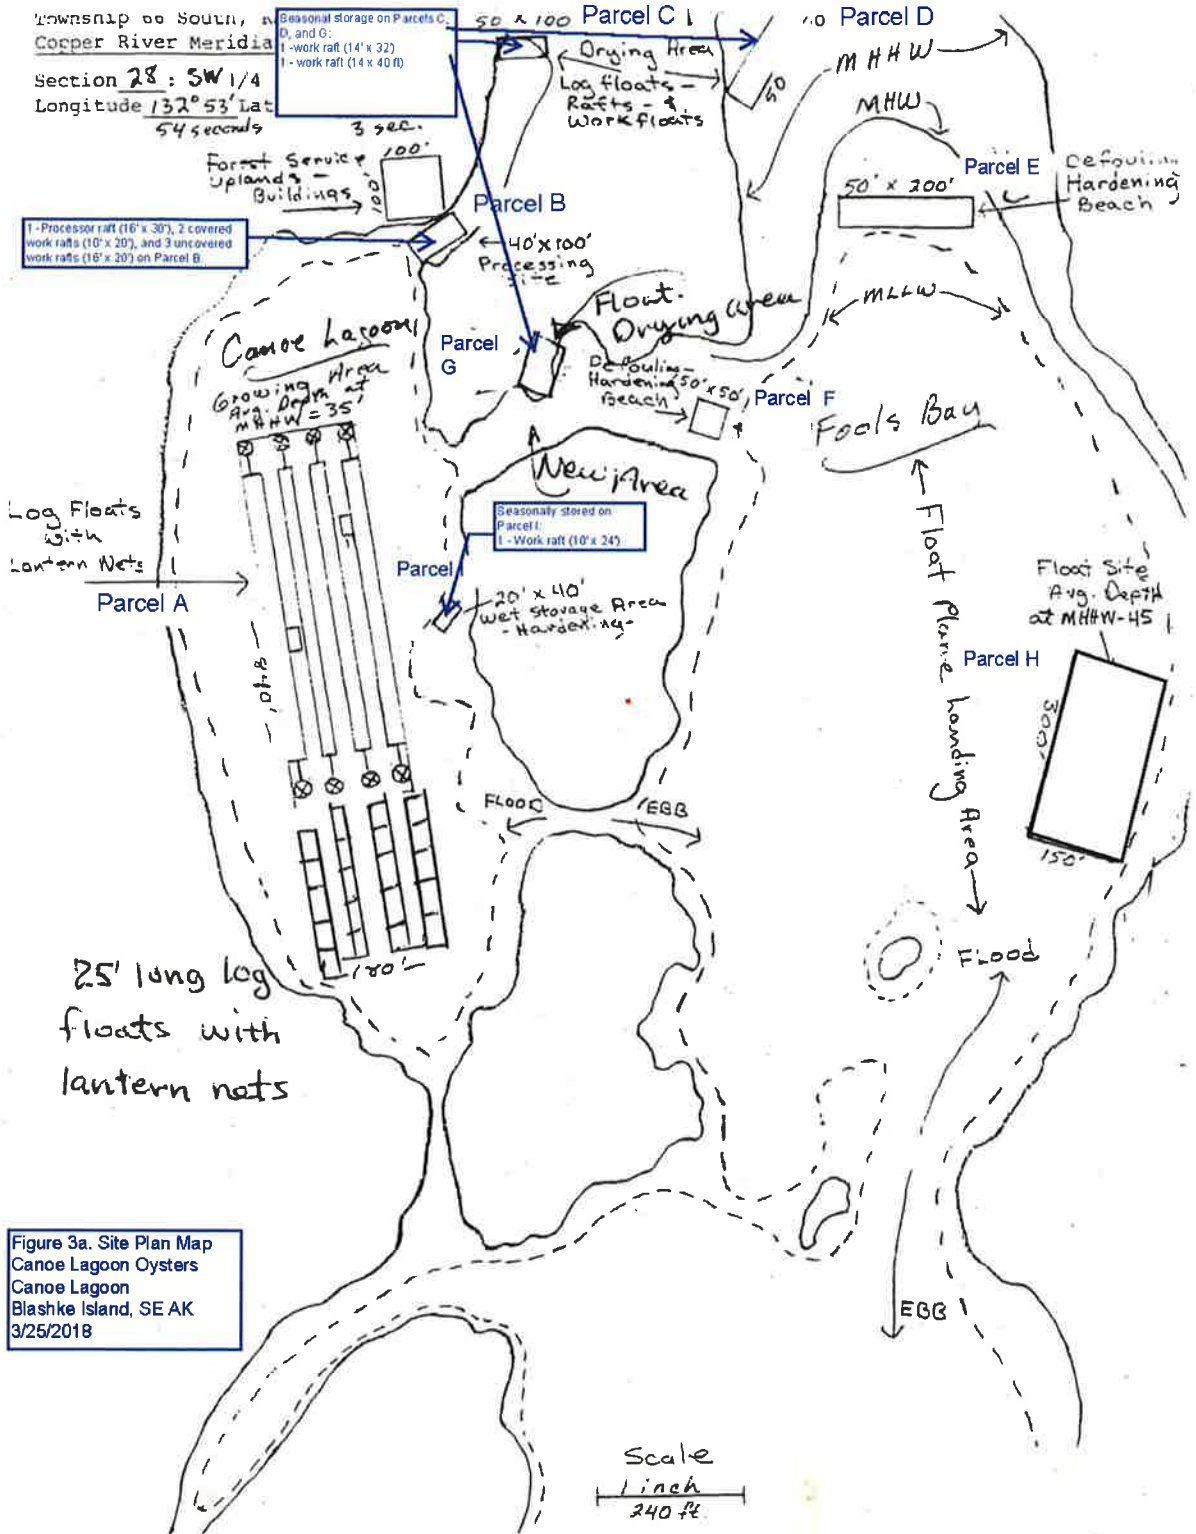 Township 66 South,
Copper River Meridia
Section 28 : SW 1/4
Longitude 132° 53' Lat
54 seconds
3 sec.
Seasonal storage on Parcels C,
D, and G:
1 -work raft (14' x 32')
1 - work raft (14 x 40 ft)
50 x 100
Parcel C
Drying Area
Log floats -
Rafts - &
Workfloats
Parcel D
50
MHHW
MHW
Forest Service
Uplands -
Buildings
100'
100'
Parcel B
40' x 100'
Processing
Site
1 - Processor raft (16' x 30'), 2 covered
work rafts (10' x 20'), and 3 uncovered
work rafts (16' x 20') on Parcel B.
Parcel E
50' x 200'
Defouling
Hardening
Beach
MLLW
Float
Drying area
Canoe Lagoon
Growing Area
Avg. Depth at
MHHW = 35'
Parcel
G
Defouling-
Hardening
Beach
50' x 50'
Parcel F
Fools Bay
New Area
Log Floats
with
Lantern Nets
Parcel A
Seasonally stored on
Parcel I:
1 - Work raft (10' x 24')
Parcel I
20' x 40'
Wet Storage Area
- Hardening -
840'
Float Plane Landing Area
Float Site
Avg. Depth
at MHHW-45
Parcel H
300'
150'
FLOOD
EBB
180'
25' long log
floats with
lantern nets
FLOOD
EBB
Figure 3a. Site Plan Map
Canoe Lagoon Oysters
Canoe Lagoon
Blashke Island, SE AK
3/25/2018
Scale
1 inch
240 ft.